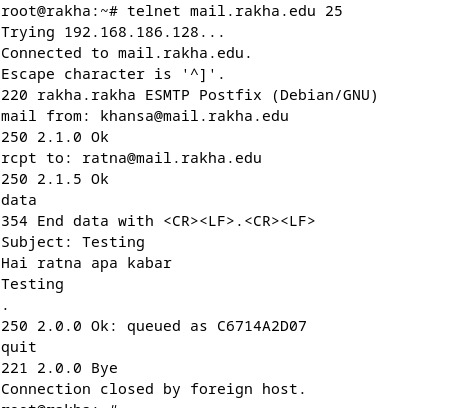 root@rakha:~# telnet mail.rakha.edu 25
Trying 192.168.186.128...
Connected to mail.rakha.edu.
Escape character is '^]'.
220 rakha.rakha ESMTP Postfix (Debian/GNU)
mail from: khansa@mail.rakha.edu
250 2.1.0 Ok
rcpt to: ratna@mail.rakha.edu
250 2.1.5 Ok
data
354 End data with <CR><LF>.<CR><LF>
Subject: Testing
Hai ratna apa kabar
Testing
.
250 2.0.0 Ok: queued as C6714A2D07
quit
221 2.0.0 Bye
Connection closed by foreign host.